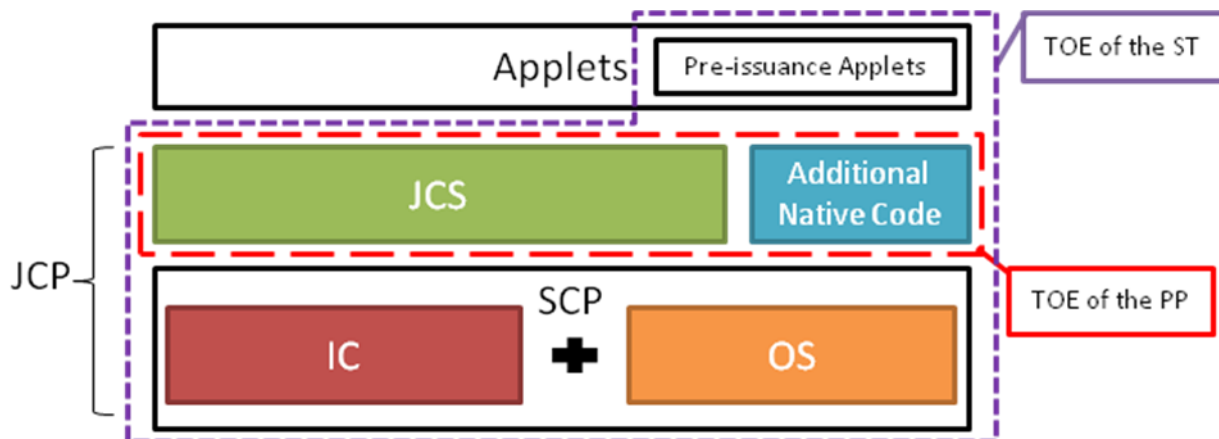 Applets
Pre-issuance Applets
TOE of the ST
JCS
Additional
Native Code
JCP
SCP
IC
OS
TOE of the PP